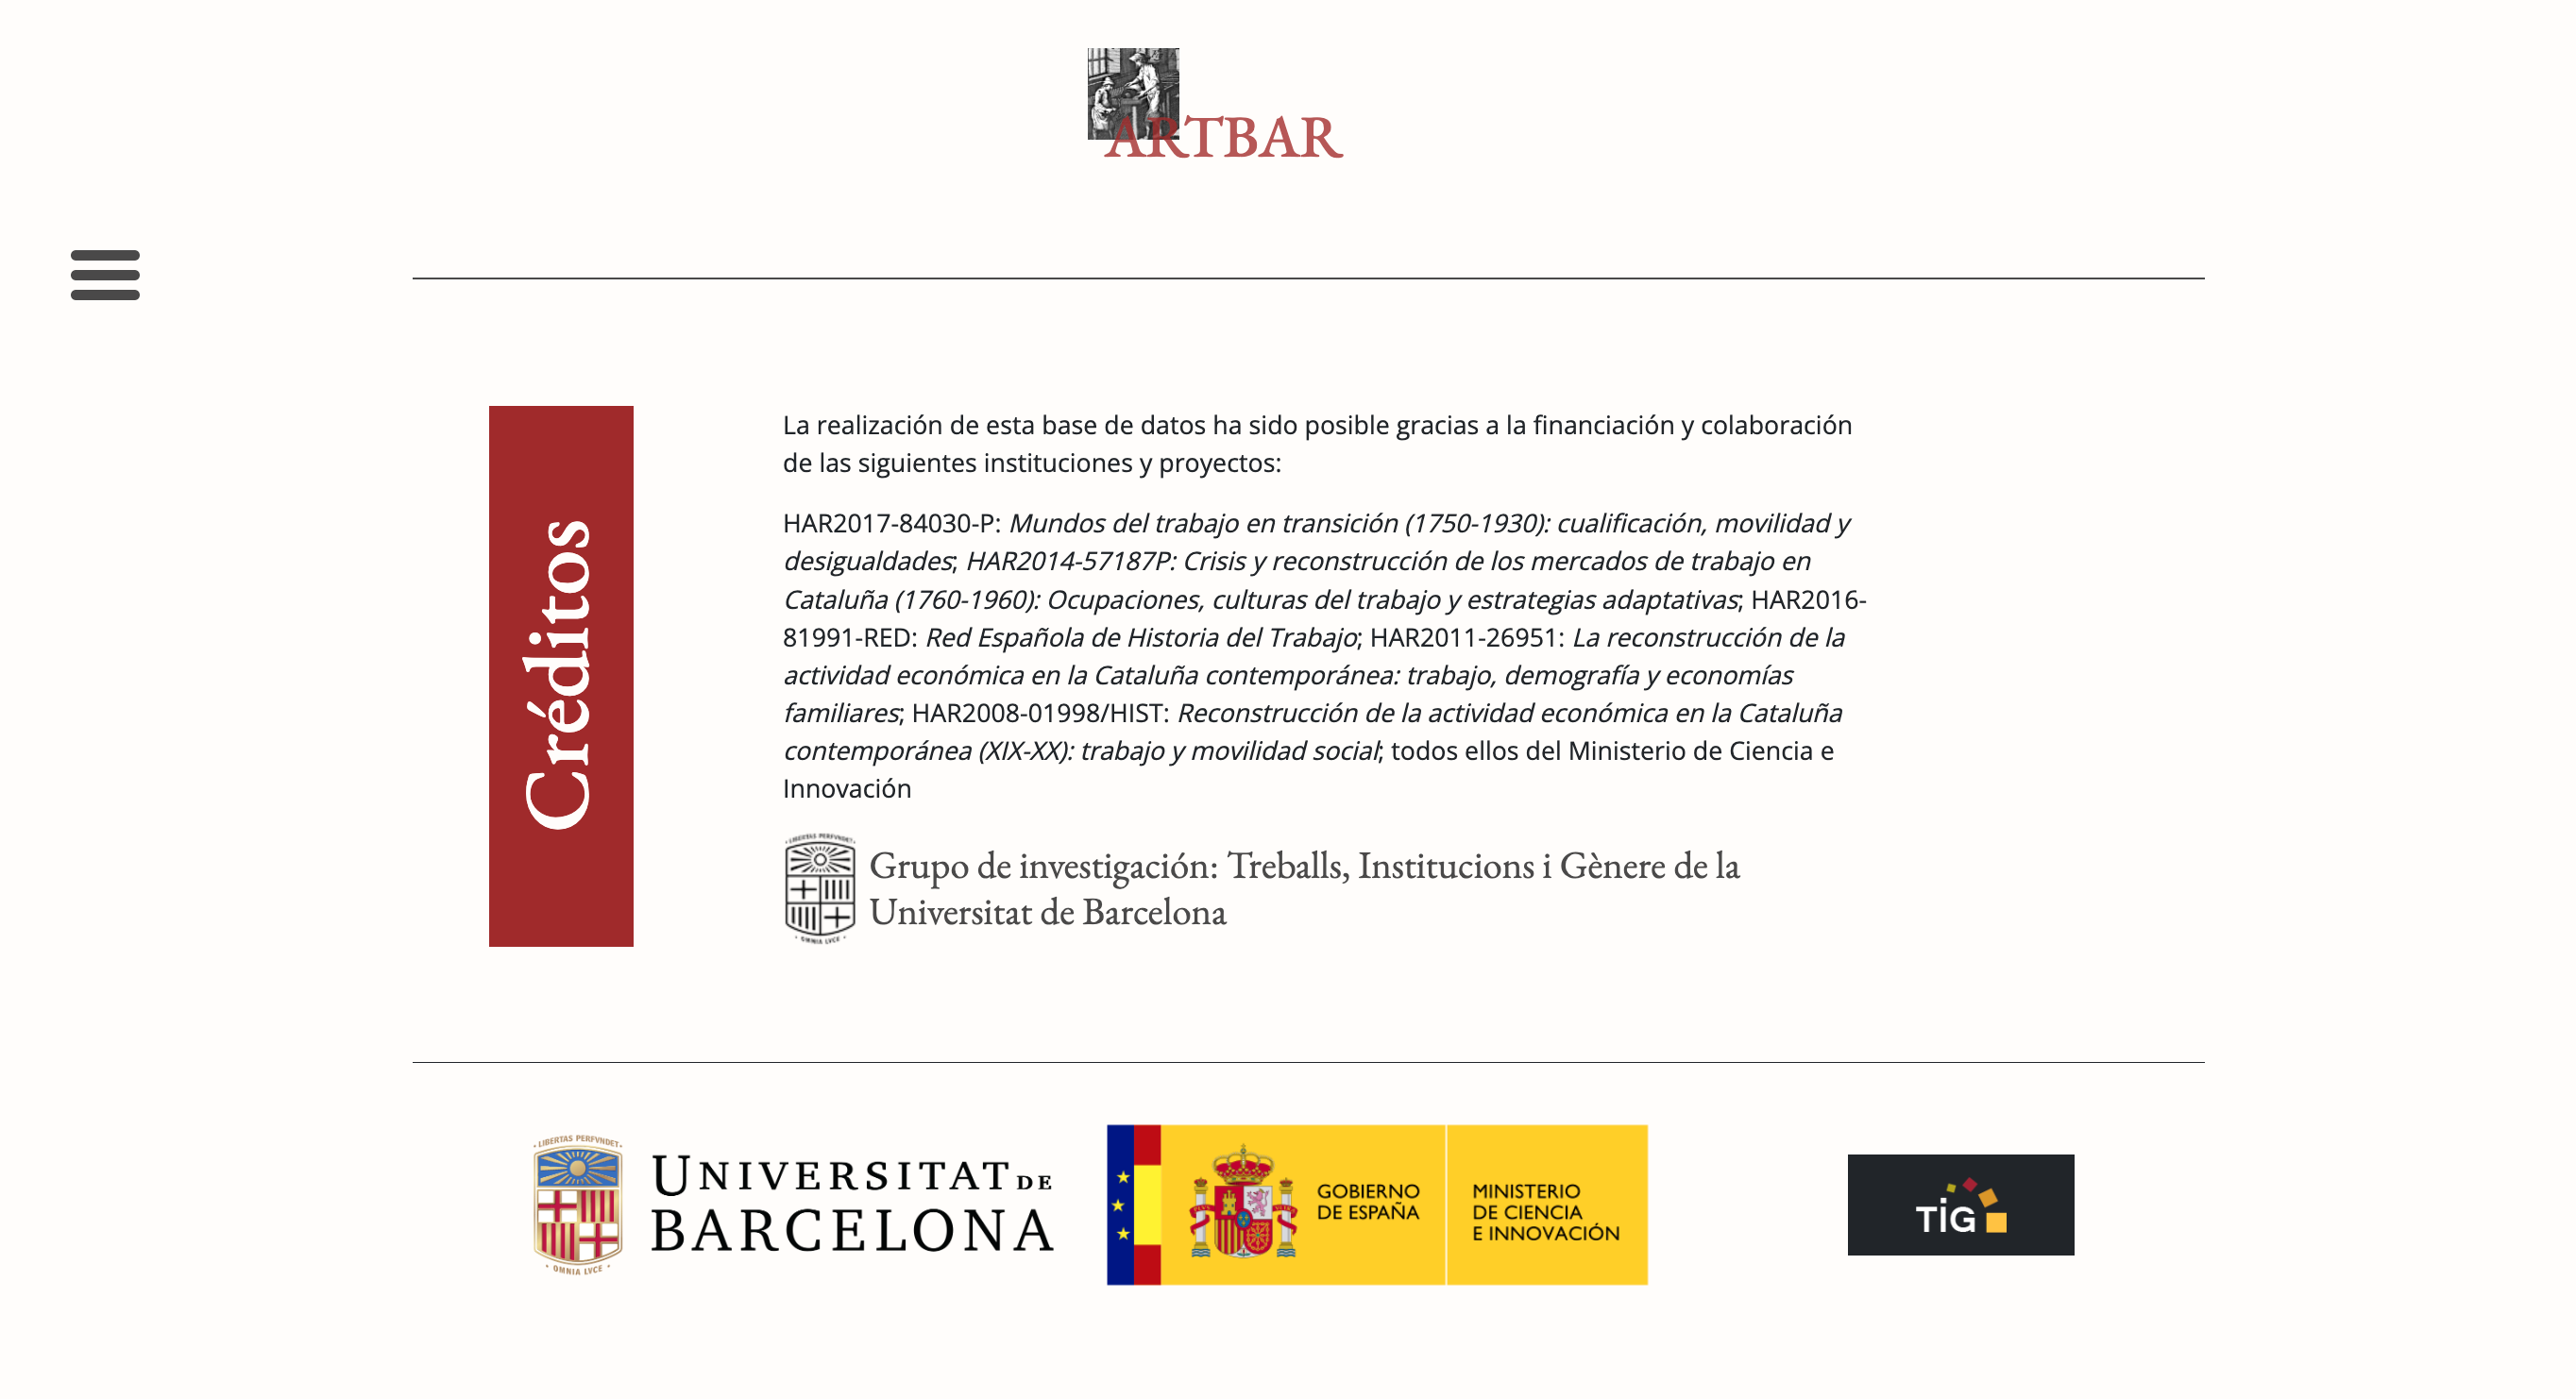 ARTBAR
Créditos
La realización de esta base de datos ha sido posible gracias a la financiación y colaboración
de las siguientes instituciones y proyectos:
HAR2017-84030-P: Mundos del trabajo en transición (1750-1930): cualificación, movilidad y
desigualdades; HAR2014-57187P: Crisis y reconstrucción de los mercados de trabajo en
Cataluña (1760-1960): Ocupaciones, culturas del trabajo y estrategias adaptativas; HAR2016-
81991-RED: Red Española de Historia del Trabajo; HAR2011-26951: La reconstrucción de la
actividad económica en la Cataluña contemporánea: trabajo, demografía y economías
familiares; HAR2008-01998/HIST: Reconstrucción de la actividad económica en la Cataluña
contemporánea (XIX-XX): trabajo y movilidad social; todos ellos del Ministerio de Ciencia e
Innovación
LIBERTAS PERFVNDET
Grupo de investigación: Treballs, Institucions i Gènere de la
Universitat de Barcelona
OMNIA LVCE
LIBERTAS PERFVNDET
UNIVERSITAT DE
BARCELONA
OMNIA LVCE
GOBIERNO
DE ESPAÑA
MINISTERIO
DE CIENCIA
E INNOVACIÓN
TiG